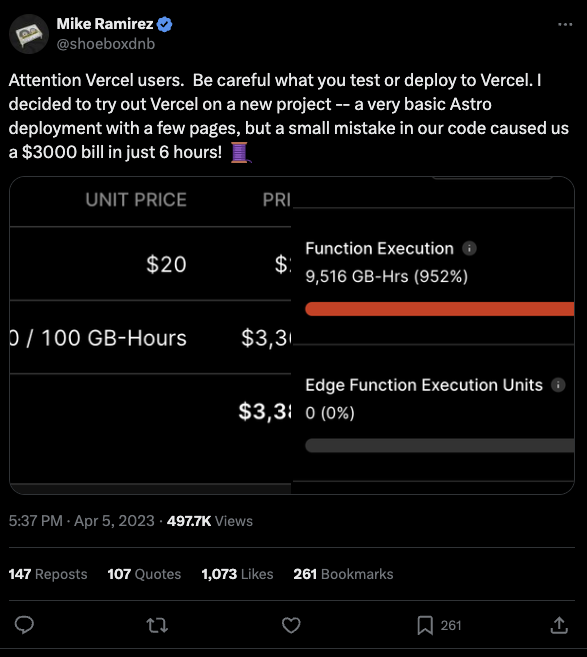 Mike Ramirez
@shoeboxdnb
Attention Vercel users. Be careful what you test or deploy to Vercel. I
decided to try out Vercel on a new project -- a very basic Astro
deployment with a few pages, but a small mistake in our code caused us
a $3000 bill in just 6 hours! 🧵
UNIT PRICE PRI
$20 $
0 / 100 GB-Hours $3,3
$3,3
Function Execution
9,516 GB-Hrs (952%)
Edge Function Execution Units
0 (0%)
5:37 PM · Apr 5, 2023 · 497.7K Views
147 Reposts 107 Quotes 1,073 Likes 261 Bookmarks
261